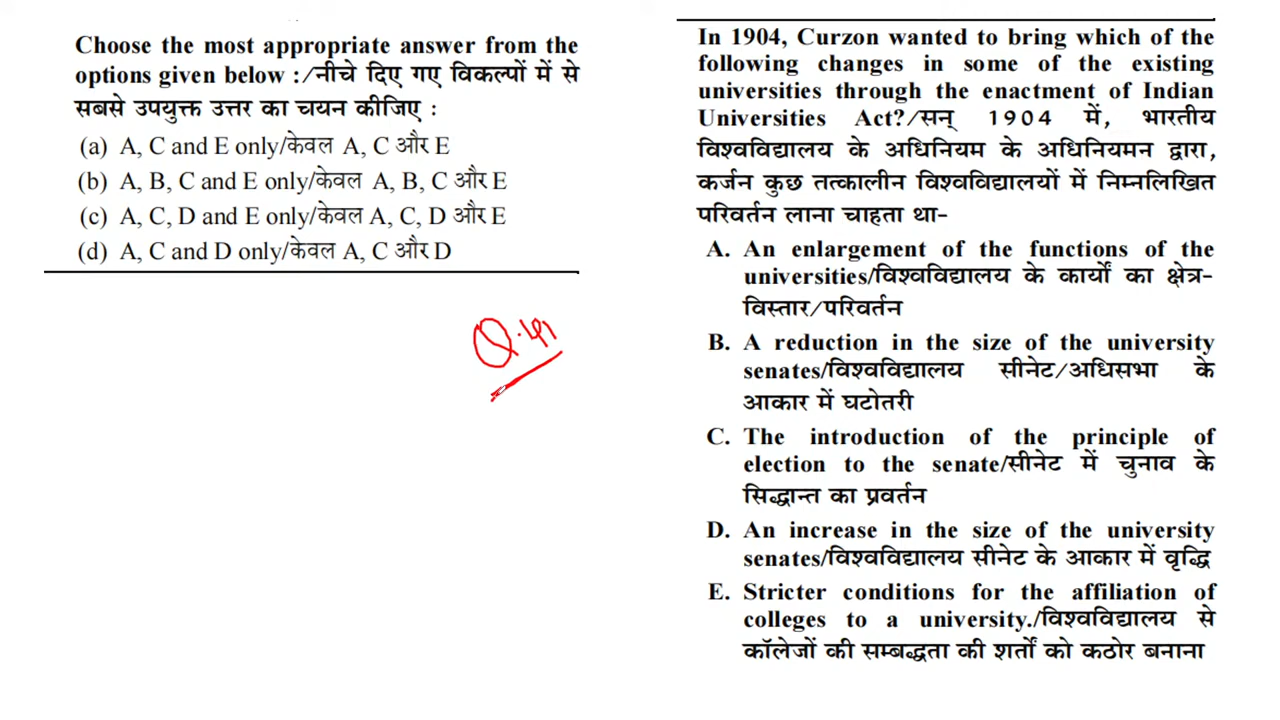 Choose the most appropriate answer from the
options given below :/नीचे दिए गए विकल्पों में से
सबसे उपयुक्त उत्तर का चयन कीजिए :
(a) A, C and E only/केवल A, C और E
(b) A, B, C and E only/केवल A, B, C और E
(c) A, C, D and E only/केवल A, C, D और E
(d) A, C and D only/केवल A, C और D
In 1904, Curzon wanted to bring which of the
following changes in some of the existing
universities through the enactment of Indian
Universities Act?/सन् 1904 में, भारतीय
विश्वविद्यालय के अधिनियम के अधिनियमन द्वारा,
कर्जन कुछ तत्कालीन विश्वविद्यालयों में निम्नलिखित
परिवर्तन लाना चाहता था-
A. An enlargement of the functions of the
universities/विश्वविद्यालय के कार्यों का क्षेत्र-
विस्तार/परिवर्तन
B. A reduction in the size of the university
senates/विश्वविद्यालय सीनेट/अधिसभा के
आकार में घटोतरी
C. The introduction of the principle of
election to the senate/सीनेट में चुनाव के
सिद्धान्त का प्रवर्तन
D. An increase in the size of the university
senates/विश्वविद्यालय सीनेट के आकार में वृद्धि
E. Stricter conditions for the affiliation of
colleges to a university./विश्वविद्यालय से
कॉलेजों की सम्बद्धता की शर्तों को कठोर बनाना